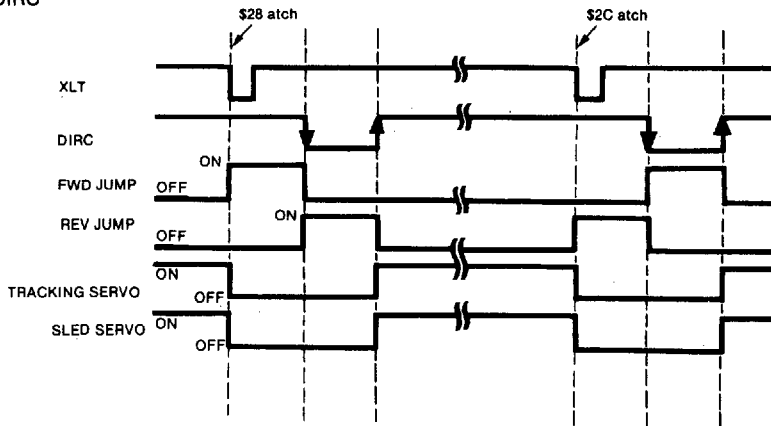 DIRC
$28 atch
$2C atch
XLT
DIRC
ON
FWD JUMP OFF
ON
REV JUMP
OFF
ON
TRACKING SERVO
OFF
SLED SERVO ON
OFF